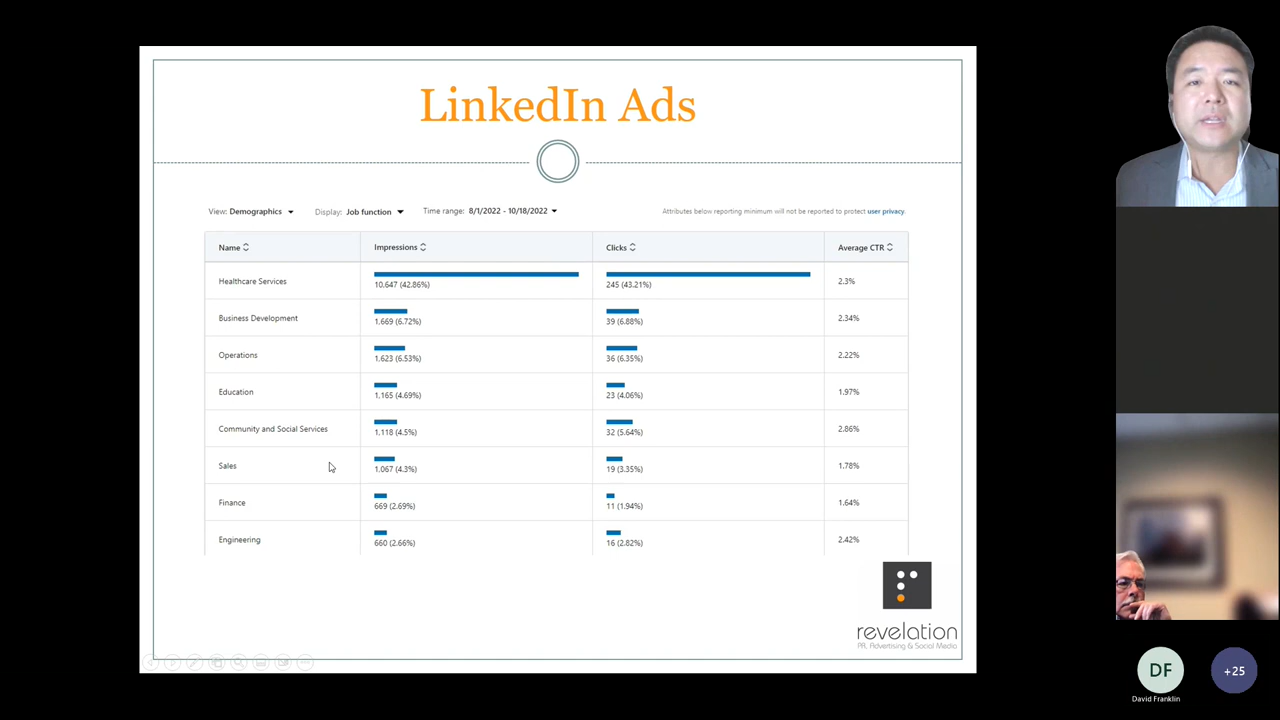 LinkedIn Ads
View: Demographics Display: Job function Time range: 8/1/2022 - 10/18/2022 Attributes below reporting minimum will not be reported to protect user privacy.
Name Impressions Clicks Average CTR
Healthcare Services 10,647 (42.86%) 245 (43.21%) 2.3%
Business Development 1,669 (6.72%) 39 (6.88%) 2.34%
Operations 1,623 (6.53%) 36 (6.35%) 2.22%
Education 1,165 (4.69%) 23 (4.06%) 1.97%
Community and Social Services 1,118 (4.5%) 32 (5.64%) 2.86%
Sales 1,067 (4.3%) 19 (3.35%) 1.78%
Finance 669 (2.69%) 11 (1.94%) 1.64%
Engineering 660 (2.66%) 16 (2.82%) 2.42%
revelation
PR, Advertising & Social Media
DF
David Franklin
+25